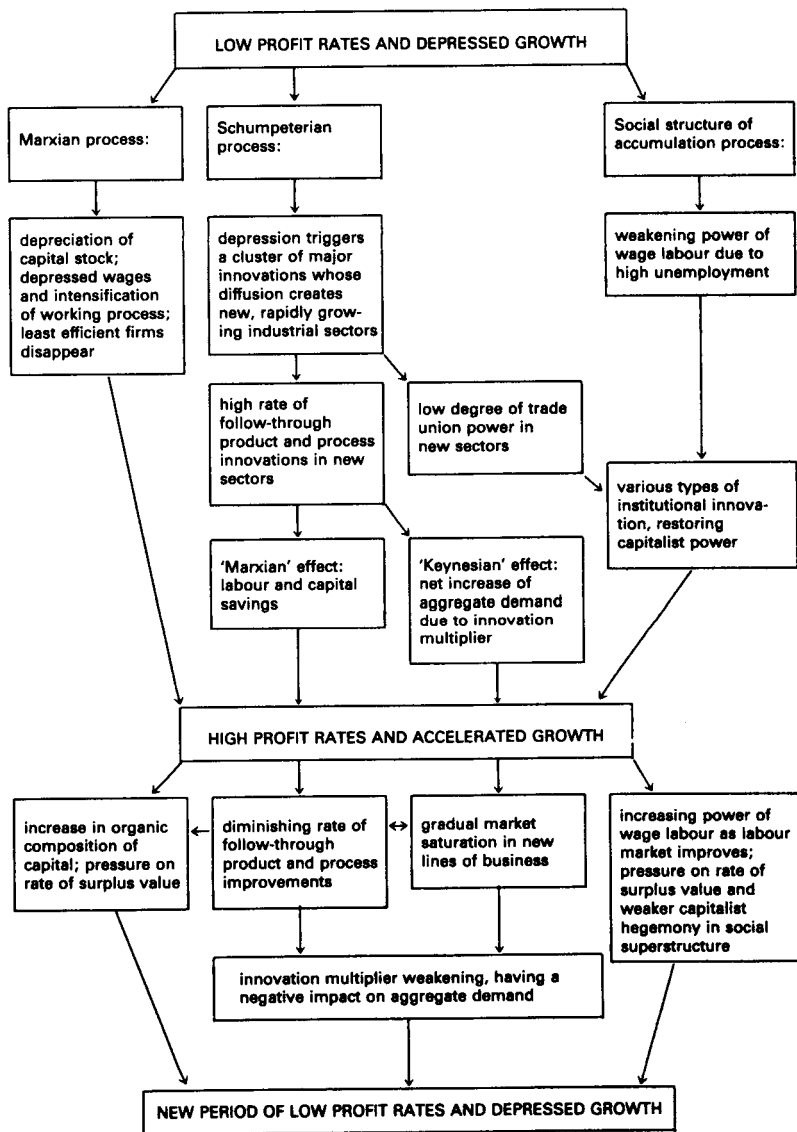 LOW PROFIT RATES AND DEPRESSED GROWTH
Marxian process:
Schumpeterian
process:
Social structure of
accumulation process:
depreciation of
capital stock;
depressed wages
and intensification
of working process;
least efficient firms
disappear
depression triggers
a cluster of major
innovations whose
diffusion creates
new, rapidly grow-
ing industrial sectors
weakening power of
wage labour due to
high unemployment
high rate of
follow-through
product and process
innovations in new
sectors
low degree of trade
union power in
new sectors
various types of
institutional innova-
tion, restoring
capitalist power
'Marxian' effect:
labour and capital
savings
'Keynesian' effect:
net increase of
aggregate demand
due to innovation
multiplier
HIGH PROFIT RATES AND ACCELERATED GROWTH
increase in organic
composition of
capital; pressure on
rate of surplus value
diminishing rate of
follow-through
product and process
improvements
gradual market
saturation in new
lines of business
increasing power of
wage labour as labour
market improves;
pressure on rate of
surplus value and
weaker capitalist
hegemony in social
superstructure
innovation multiplier weakening, having a
negative impact on aggregate demand
NEW PERIOD OF LOW PROFIT RATES AND DEPRESSED GROWTH